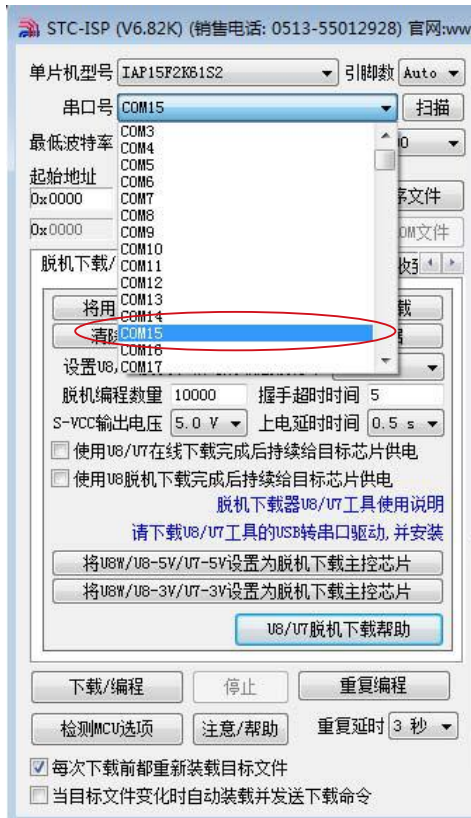 STC-ISP (V6.82K) (销售电话: 0513-55012928) 官网:ww
单片机型号 IAP15F2K61S2 引脚数 Auto
串口号 COM15 扫描
最低波特率
COM3
COM4
COM5
COM6
COM7
COM8
COM9
COM10
COM11
COM12
COM13
COM14
COM15
COM16
COM17
起始地址
0x0000 序文件
0x0000 OM文件
脱机下载/ 收
将用 载
清除
设置U8,
脱机编程数量 10000 握手超时时间 5
S-VCC输出电压 5.0 V 上电延时时间 0.5 s
使用U8/U7在线下载完成后持续给目标芯片供电
使用U8脱机下载完成后持续给目标芯片供电
脱机下载器U8/U7工具使用说明
请下载U8/U7工具的USB转串口驱动,并安装
将U8W/U8-5V/U7-5V设置为脱机下载主控芯片
将U8W/U8-3V/U7-3V设置为脱机下载主控芯片
U8/U7脱机下载帮助
下载/编程 停止 重复编程
检测MCU选项 注意/帮助 重复延时 3 秒
每次下载前都重新装载目标文件
当目标文件变化时自动装载并发送下载命令